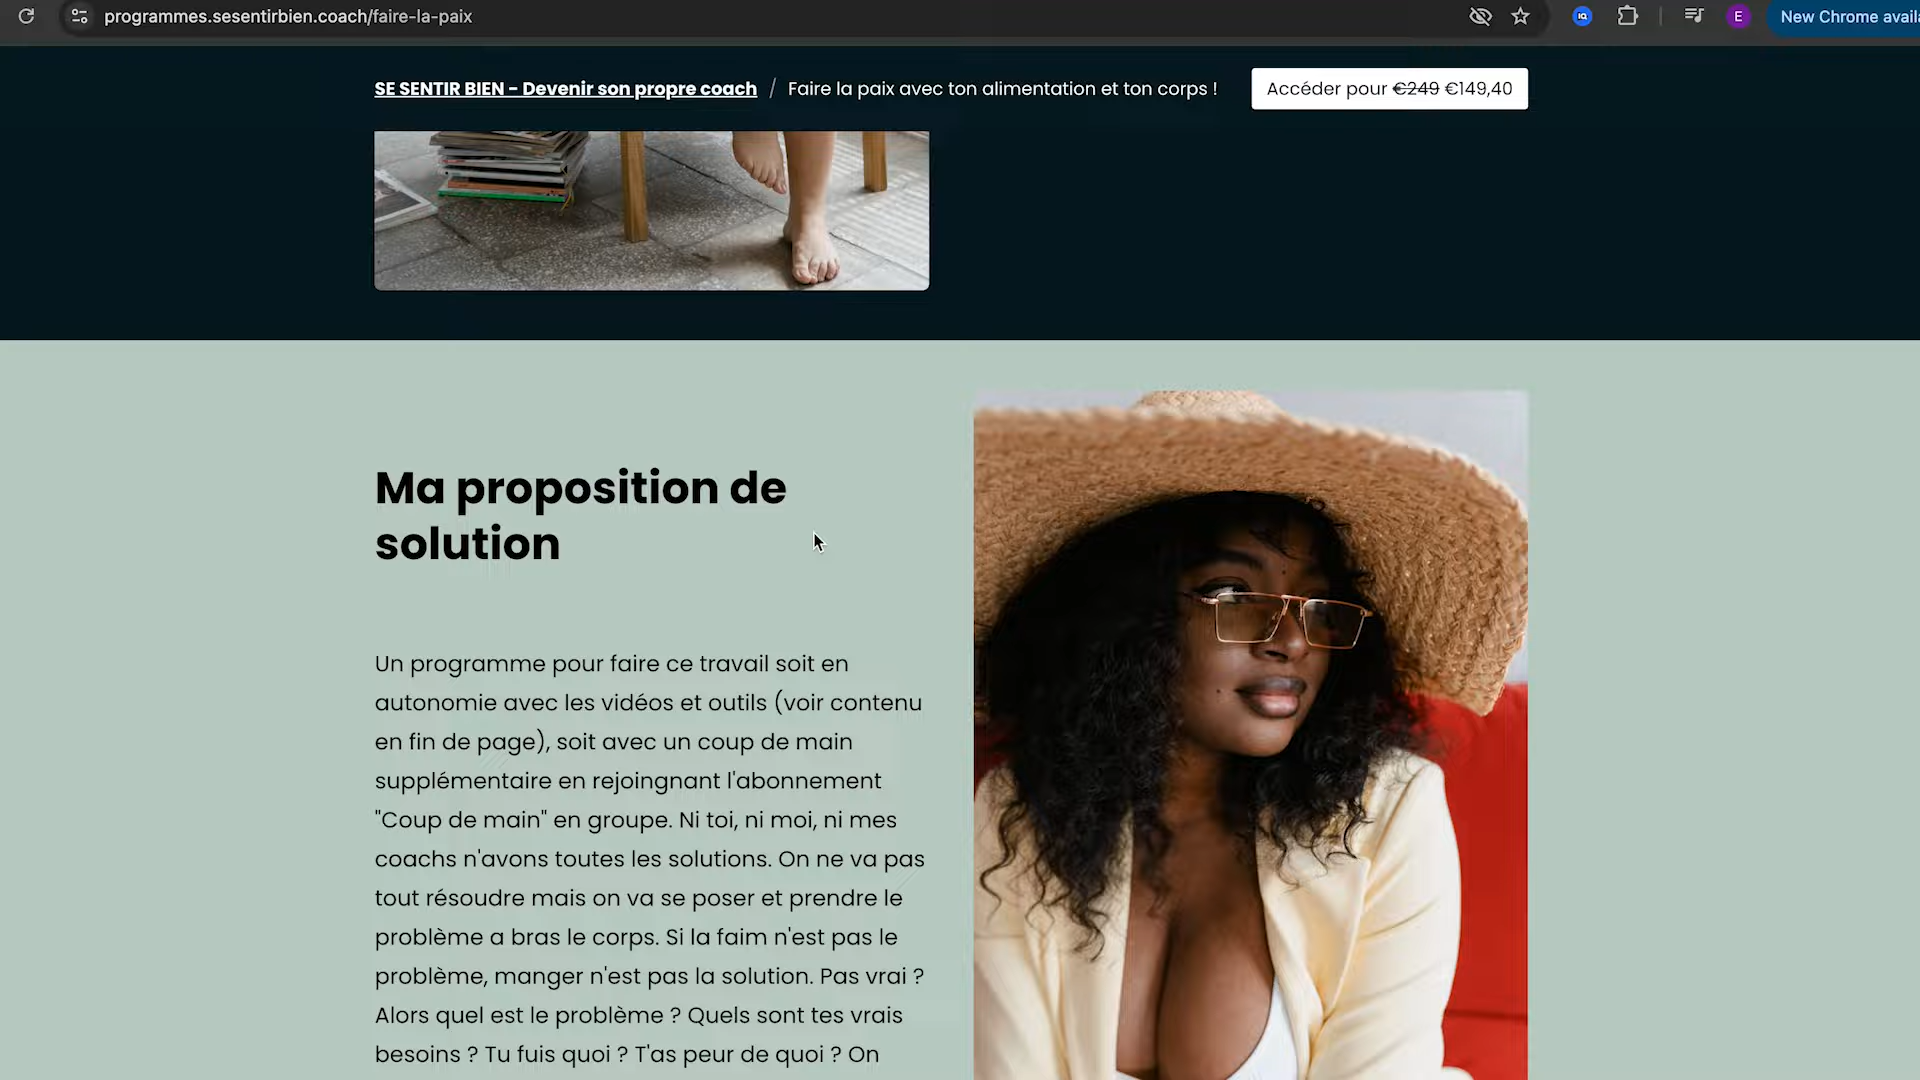 programmes.sesentirbien.coach/faire-la-paix
IQ
E
New Chrome avail
SE SENTIR BIEN - Devenir son propre coach / Faire la paix avec ton alimentation et ton corps !
Accéder pour €249 €149,40
Ma proposition de
solution
Un programme pour faire ce travail soit en
autonomie avec les vidéos et outils (voir contenu
en fin de page), soit avec un coup de main
supplémentaire en rejoingnant l'abonnement
"Coup de main" en groupe. Ni toi, ni moi, ni mes
coachs n'avons toutes les solutions. On ne va pas
tout résoudre mais on va se poser et prendre le
problème a bras le corps. Si la faim n'est pas le
problème, manger n'est pas la solution. Pas vrai ?
Alors quel est le problème ? Quels sont tes vrais
besoins ? Tu fuis quoi ? T'as peur de quoi ? On